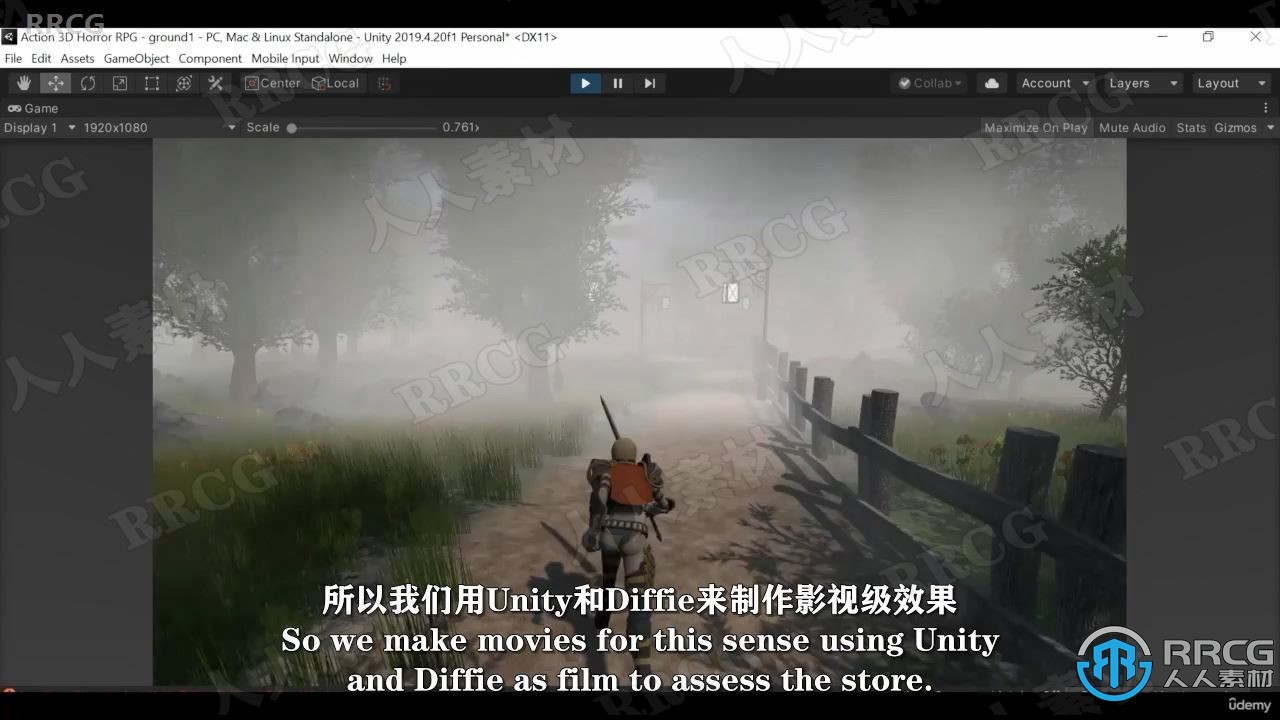 RRCG
Action 3D Horror RPG - ground1 - PC, Mac & Linux Standalone - Unity 2019.4.20f1 Personal* <DX11>
File Edit Assets GameObject Component Mobile Input Window Help
Center Local Collab Account Layers Layout
Game
Display 1 1920x1080 Scale 0.761x Maximize On Play Mute Audio Stats Gizmos
人人素材
RRCG
所以我们用Unity和Diffie来制作影视级效果
So we make movies for this sense using Unity
and Diffie as film to assess the store.
RRCG
人人素材
ûdemy